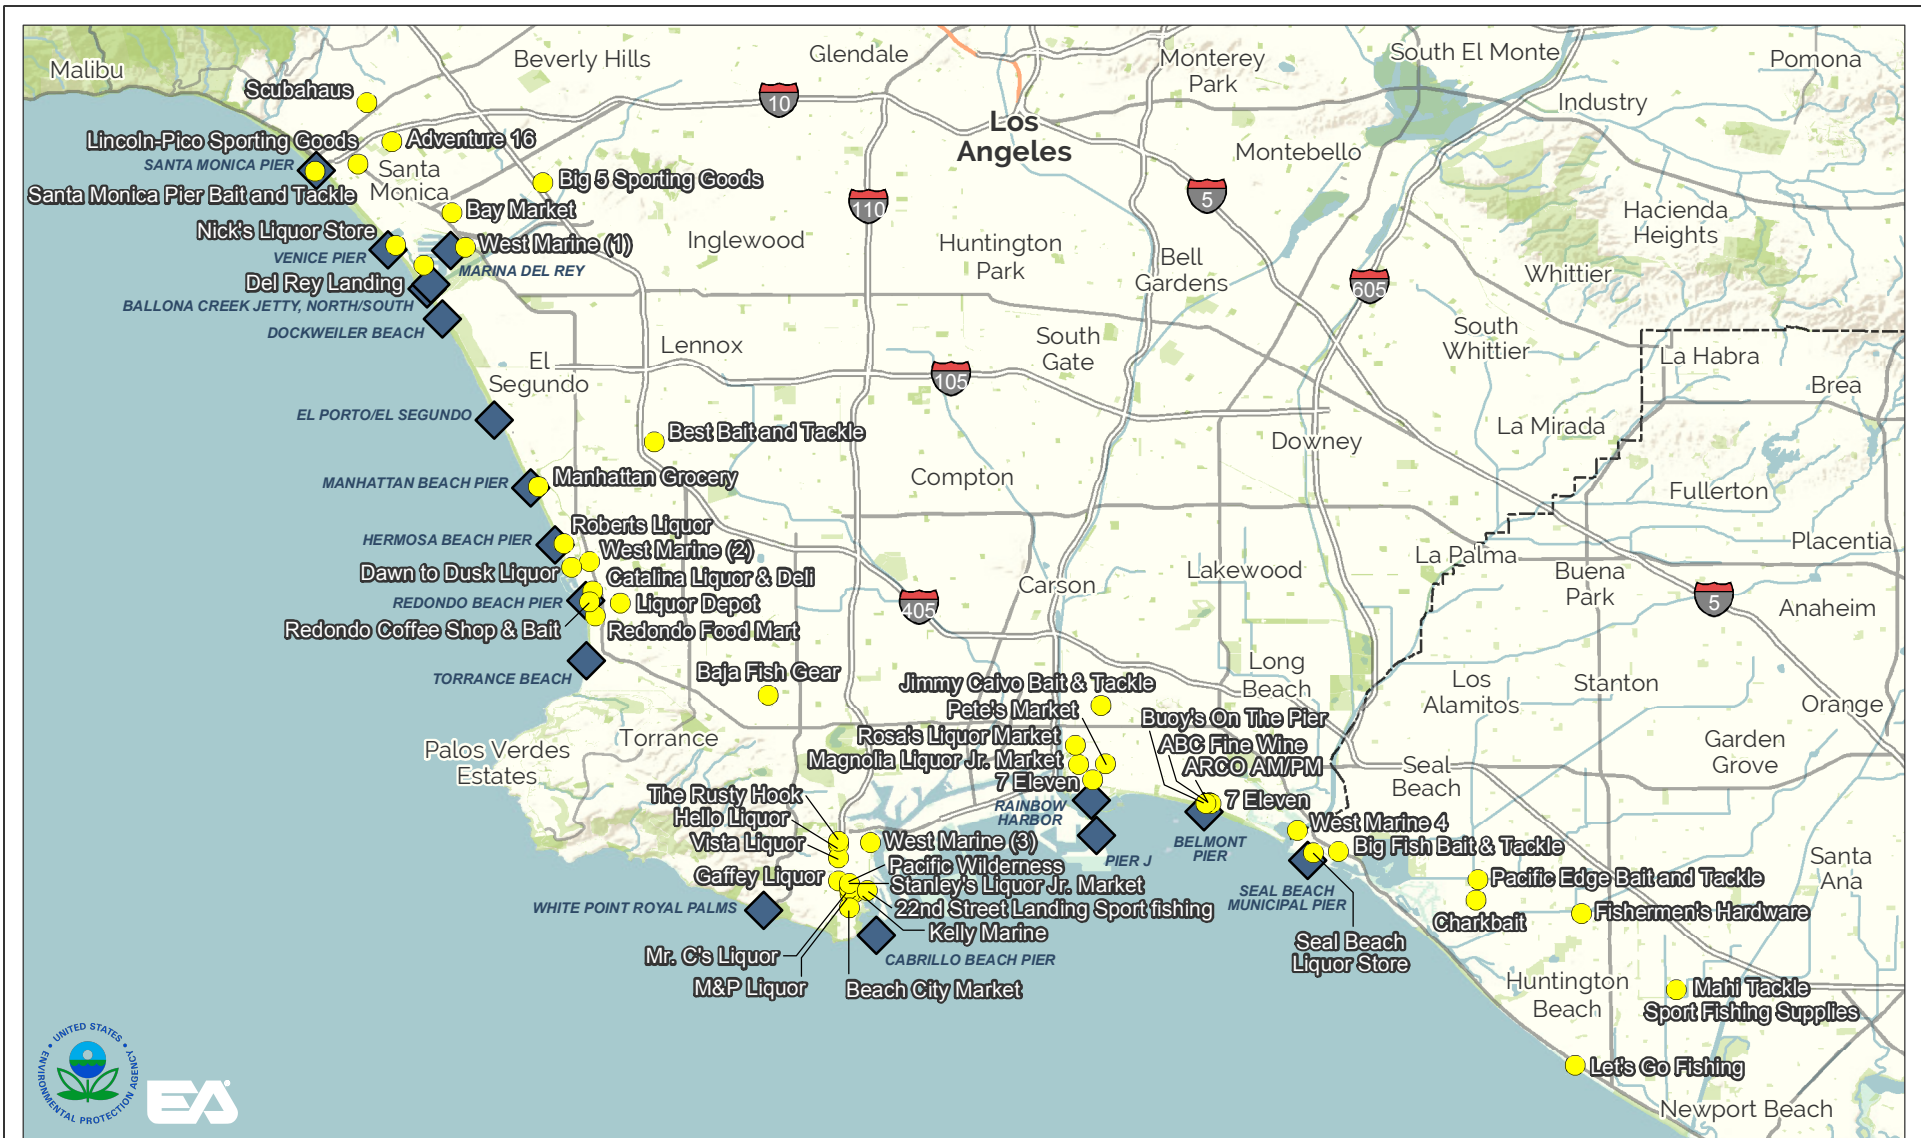 Malibu
Beverly Hills
Glendale
Monterey
Park
South El Monte
Pomona
Industry
Scubahaus
10
Los
Angeles
Lincoln-Pico Sporting Goods
Adventure 16
SANTA MONICA PIER
Santa
Monica
Montebello
Santa Monica Pier Bait and Tackle
Big 5 Sporting Goods
Bay Market
110
5
Hacienda
Heights
Nick's Liquor Store
VENICE PIER
West Marine (1)
MARINA DEL REY
Inglewood
Huntington
Park
Bell
Gardens
Whittier
605
Del Rey Landing
BALLONA CREEK JETTY, NORTH/SOUTH
DOCKWEILER BEACH
El
Segundo
Lennox
South
Gate
South
Whittier
La Habra
Brea
105
EL PORTO/EL SEGUNDO
Best Bait and Tackle
Downey
La Mirada
MANHATTAN BEACH PIER
Manhattan Grocery
Compton
Fullerton
HERMOSA BEACH PIER
Roberts Liquor
West Marine (2)
Dawn to Dusk Liquor
Catalina Liquor & Deli
REDONDO BEACH PIER
Liquor Depot
Redondo Coffee Shop & Bait
Redondo Food Mart
405
Carson
Lakewood
La Palma
Buena
Park
Placentia
5
Anaheim
TORRANCE BEACH
Baja Fish Gear
Jimmy Caivo Bait & Tackle
Long
Beach
Los
Alamitos
Stanton
Orange
Palos Verdes
Estates
Torrance
Pete's Market
Rosa's Liquor Market
Magnolia Liquor Jr. Market
7 Eleven
RAINBOW
HARBOR
Buoy's On The Pier
ABC Fine Wine
ARCO AM/PM
7 Eleven
Seal
Beach
Garden
Grove
The Rusty Hook
Hello Liquor
Vista Liquor
West Marine (3)
Pacific Wilderness
Gaffey Liquor
Stanley's Liquor Jr. Market
22nd Street Landing Sport fishing
Kelly Marine
PIER J
BELMONT
PIER
West Marine 4
Big Fish Bait & Tackle
SEAL BEACH
MUNICIPAL PIER
Pacific Edge Bait and Tackle
Charkbait
Fishermen's Hardware
Santa
Ana
WHITE POINT ROYAL PALMS
Mr. C's Liquor
M&P Liquor
Beach City Market
CABRILLO BEACH PIER
Seal Beach
Liquor Store
Huntington
Beach
Mahi Tackle
Sport Fishing Supplies
Let's Go Fishing
Newport Beach
UNITED STATES
ENVIRONMENTAL PROTECTION AGENCY
EA